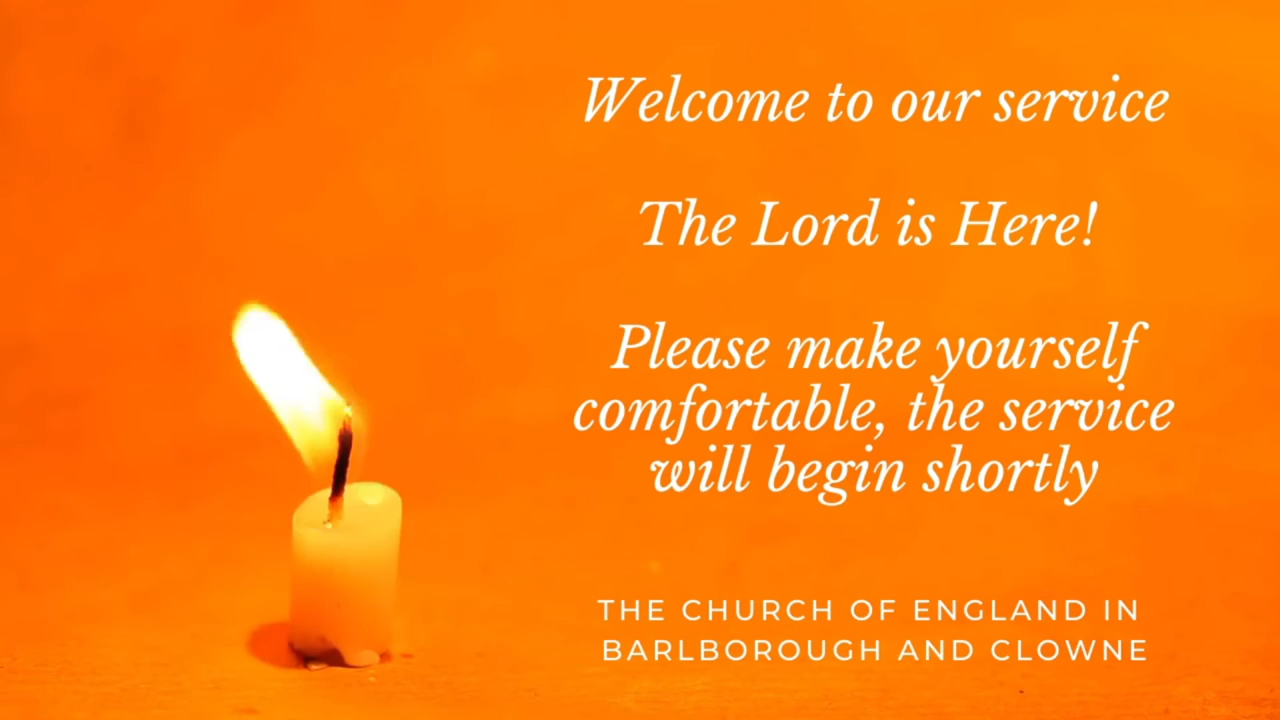 Welcome to our service
The Lord is Here!
Please make yourself
comfortable, the service
will begin shortly
THE CHURCH OF ENGLAND IN
BARLBOROUGH AND CLOWNE